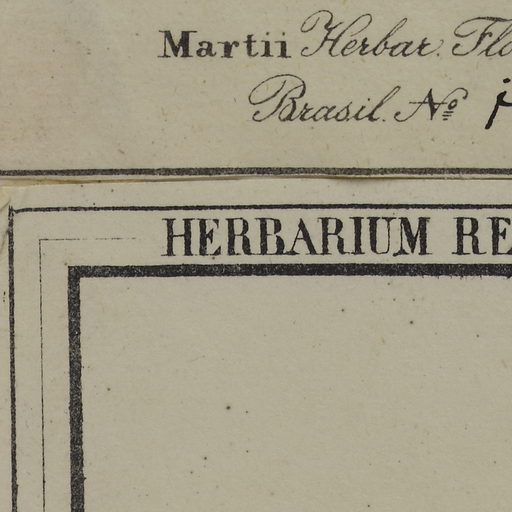 Martii Herbar. Flo
Brasil. No
HERBARIUM RE